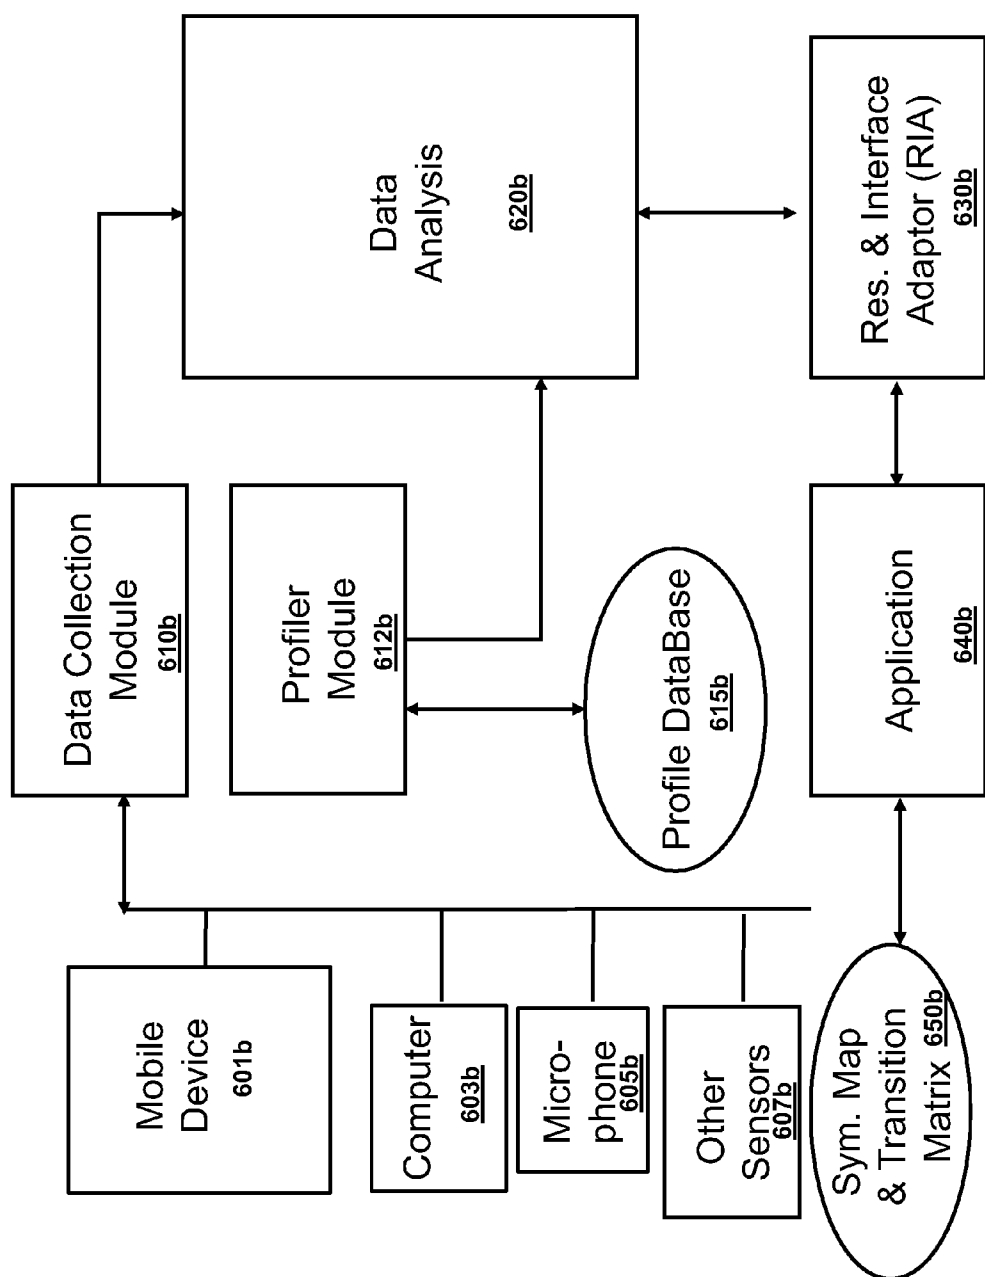 Mobile
Device
601b
Computer
603b
Micro-
phone
605b
Other
Sensors
607b
Sym. Map
& Transition
Matrix 650b
Data Collection
Module
610b
Profiler
Module
612b
Profile DataBase
615b
Application
640b
Data
Analysis
620b
Res. & Interface
Adaptor (RIA)
630b